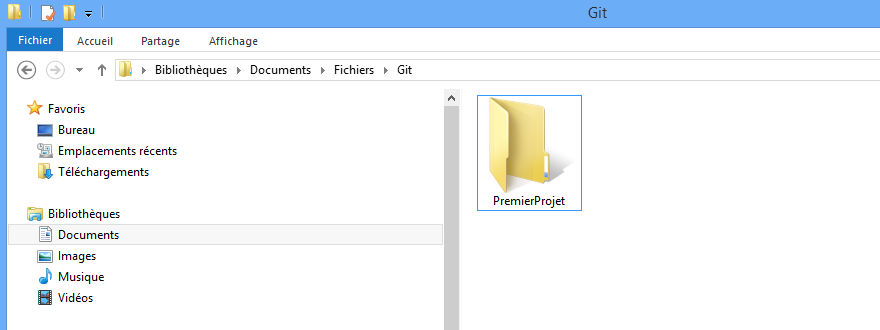 Git
Fichier Accueil Partage Affichage
Bibliothèques Documents Fichiers Git
Favoris
Bureau
Emplacements récents
Téléchargements
Bibliothèques
Documents
Images
Musique
Vidéos
PremierProjet